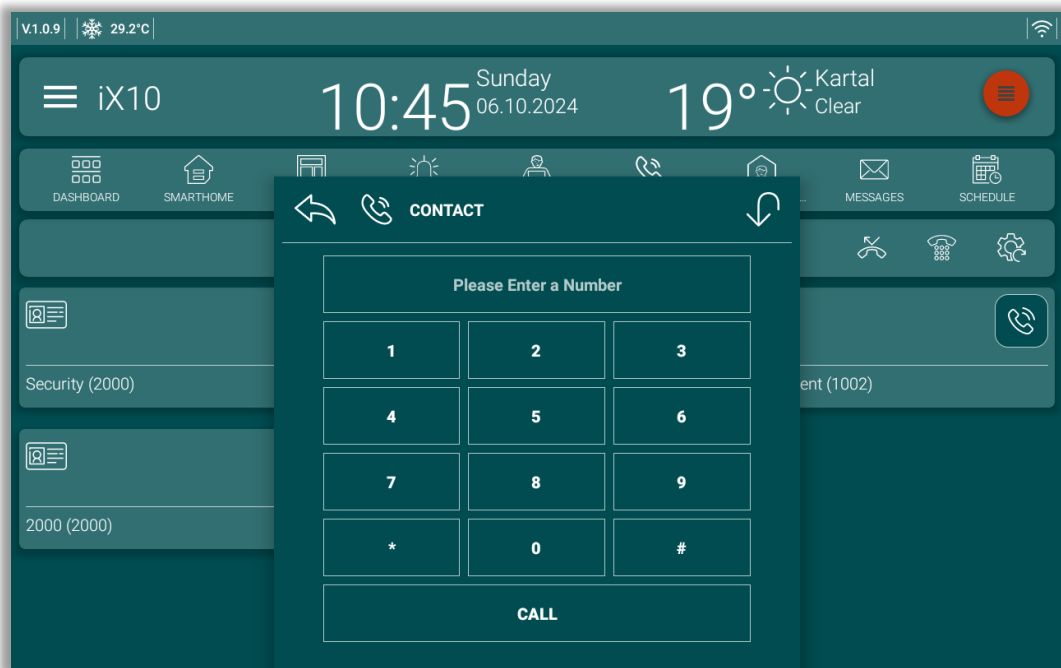 V.1.0.9 29.2°C
iX10 10:45 Sunday 06.10.2024 19° Kartal Clear
DASHBOARD SMARTHOME ... MESSAGES SCHEDULE
CONTACT
Please Enter a Number
1 2 3
Security (2000) ent (1002)
4 5 6
7 8 9
2000 (2000)
* 0 #
CALL